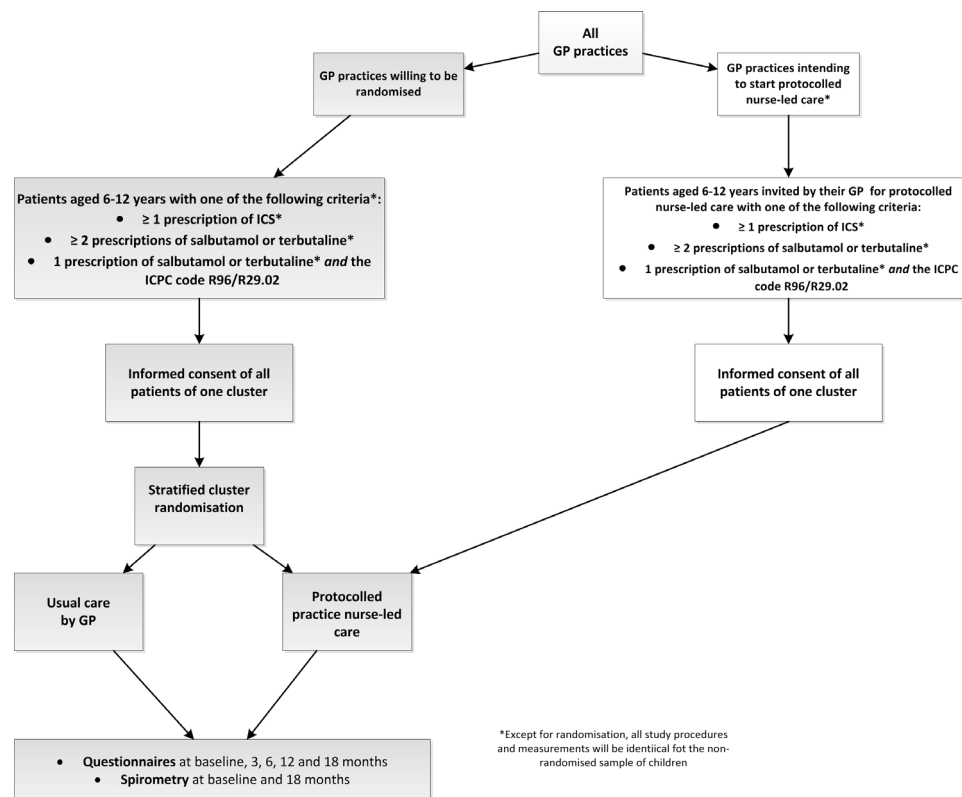 All
GP practices
GP practices willing to be
randomised
GP practices intending
to start protocolled
nurse-led care*
Patients aged 6-12 years with one of the following criteria*:
• ≥ 1 prescription of ICS*
• ≥ 2 prescriptions of salbutamol or terbutaline*
• 1 prescription of salbutamol or terbutaline* and the
ICPC code R96/R29.02
Patients aged 6-12 years invited by their GP for protocolled
nurse-led care with one of the following criteria:
• ≥ 1 prescription of ICS*
• ≥ 2 prescriptions of salbutamol or terbutaline*
• 1 prescription of salbutamol or terbutaline* and the ICPC
code R96/R29.02
Informed consent of all
patients of one cluster
Informed consent of all
patients of one cluster
Stratified cluster
randomisation
Usual care
by GP
Protocolled
practice nurse-led
care
• Questionnaires at baseline, 3, 6, 12 and 18 months
• Spirometry at baseline and 18 months
*Except for randomisation, all study procedures
and measurements will be identiical fot the non-
randomised sample of children